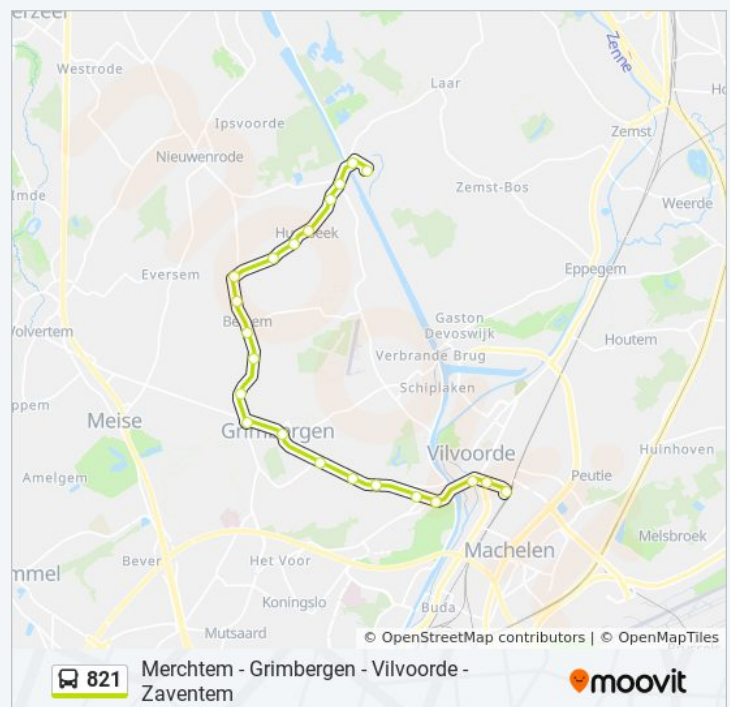 erzeel
Westrode
Laar
Zenne
Ho
Ipsvoorde
Nieuwenrode
Zemst
Imde
Zemst-Bos
Weerde
Eversem
Eppegem
Wolvertem
Gaston
Devoswijk
Houtem
Verbrande Brug
ppem
Schiplaken
Meise
Grimbergen
Vilvoorde
Huinhoven
Amelgem
Peutie
Melsbroek
Machelen
mmel
Bever
Het Voor
Koningslo
Buda
Mutsaard
© OpenStreetMap contributors | © OpenMapTiles
821
Merchtem - Grimbergen - Vilvoorde -
Zaventem
moovit